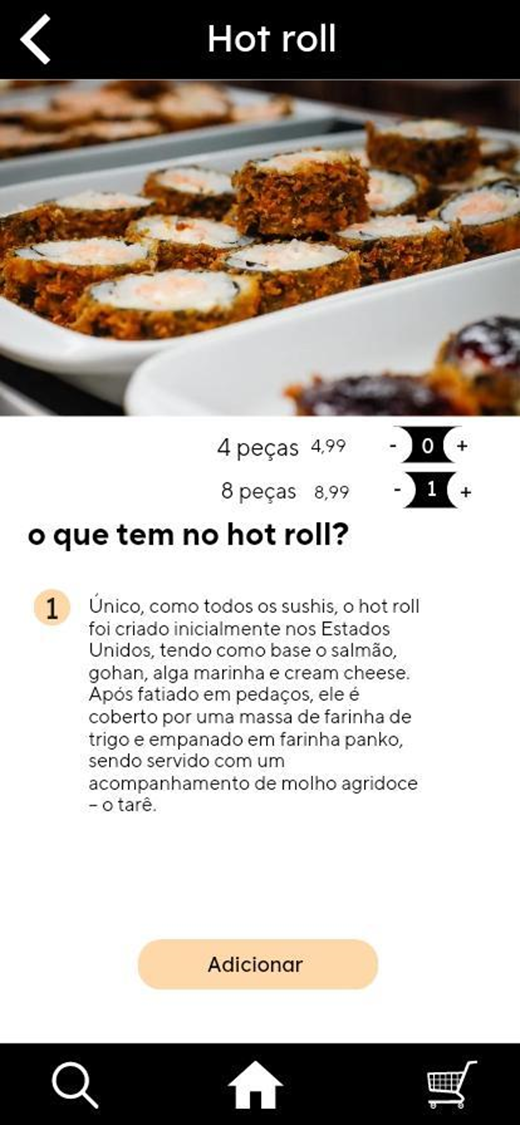 Hot roll
4 peças 4,99 - 0 +
8 peças 8,99 - 1 +
o que tem no hot roll?
1 Único, como todos os sushis, o hot roll
foi criado inicialmente nos Estados
Unidos, tendo como base o salmão,
gohan, alga marinha e cream cheese.
Após fatiado em pedaços, ele é
coberto por uma massa de farinha de
trigo e empanado em farinha panko,
sendo servido com um
acompanhamento de molho agridoce
– o tarê.
Adicionar